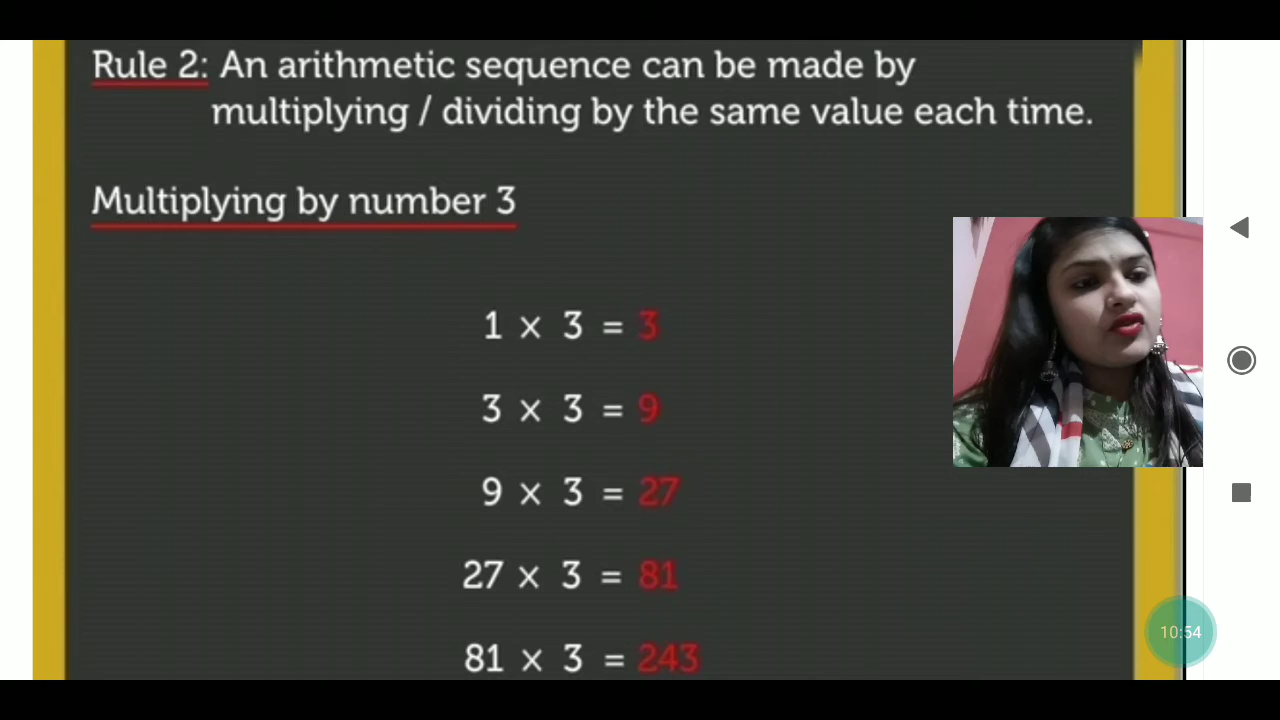 Rule 2: An arithmetic sequence can be made by
multiplying / dividing by the same value each time.
Multiplying by number 3
1 × 3 = 3
3 × 3 = 9
9 × 3 = 27
27 × 3 = 81
81 × 3 = 243
10:54